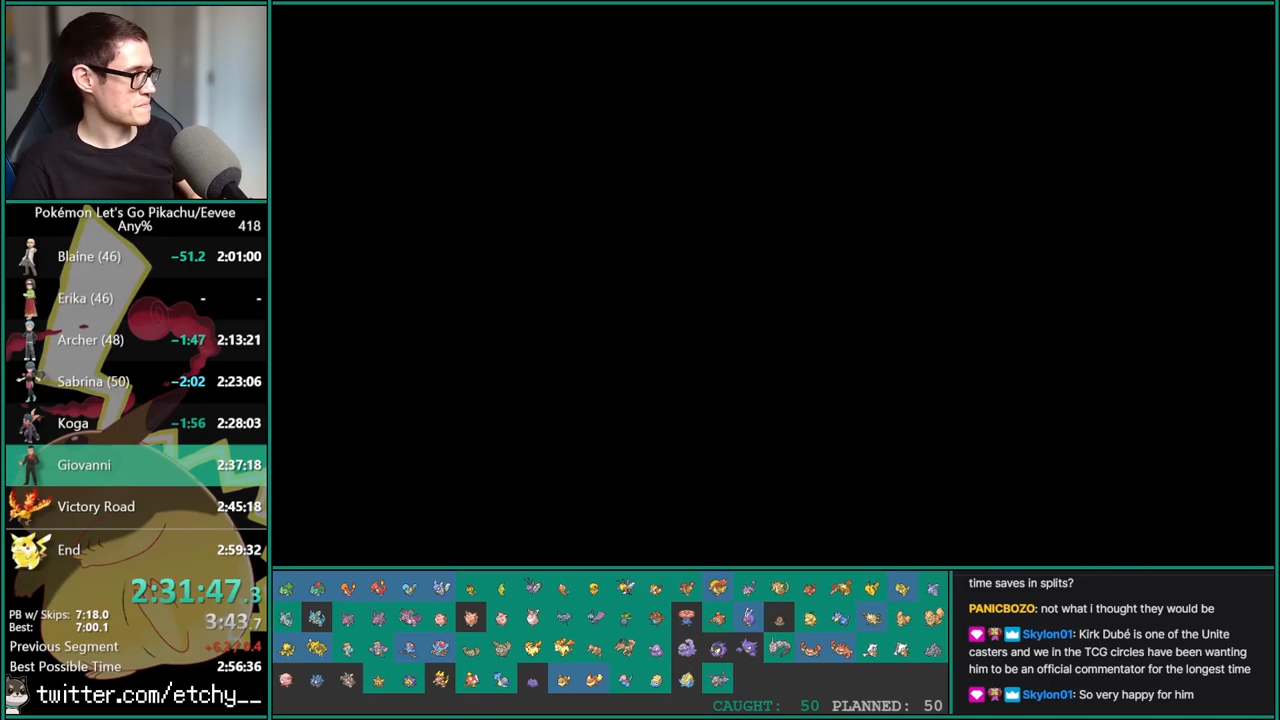 Pokémon Let's Go Pikachu/Eevee
Any% 418
Blaine (46) −51.2 2:01:00
Erika (46) - -
Archer (48) −1:47 2:13:21
Sabrina (50) −2:02 2:23:06
Koga −1:56 2:28:03
Giovanni 2:37:18
Victory Road 2:45:18
End 2:59:32
2:31:47.3
PB w/ Skips: 7:18.0
Best: 7:00.1 3:43.7
Previous Segment
Best Possible Time 2:56:36
twitter.com/etchy__
CAUGHT: 50 PLANNED: 50
time saves in splits?
PANICBOZO: not what i thought they would be
Skylon01: Kirk Dubé is one of the Unite
casters and we in the TCG circles have been wanting
him to be an official commentator for the longest time
Skylon01: So very happy for him